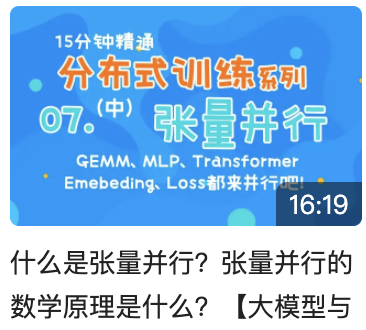 15分钟精通
分布式训练系列
07.(中) 张量并行
GEMM、MLP、Transformer
Emebeding、Loss都来并行吧!
16:19
什么是张量并行？张量并行的
数学原理是什么？【大模型与